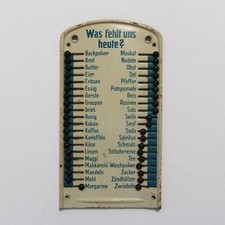 Was fehlt uns
heute?
Backpulver Muskat
Brot Nudeln
Butter Obst
Eier Oel
Erbsen Pfeffer
Essig Putzpomade
Gerste Reis
Graupen Rosinen
Gries Salz
Honig Seife
Kakao Senf
Kaffee Soda
Kartoffeln Spiritus
Käse Schmalz
Linsen Schuhcreme
Maggi Tee
Makkaroni Waschpulver
Mandeln Zucker
Mehl Zündhölzer
Margarine Zwiebeln